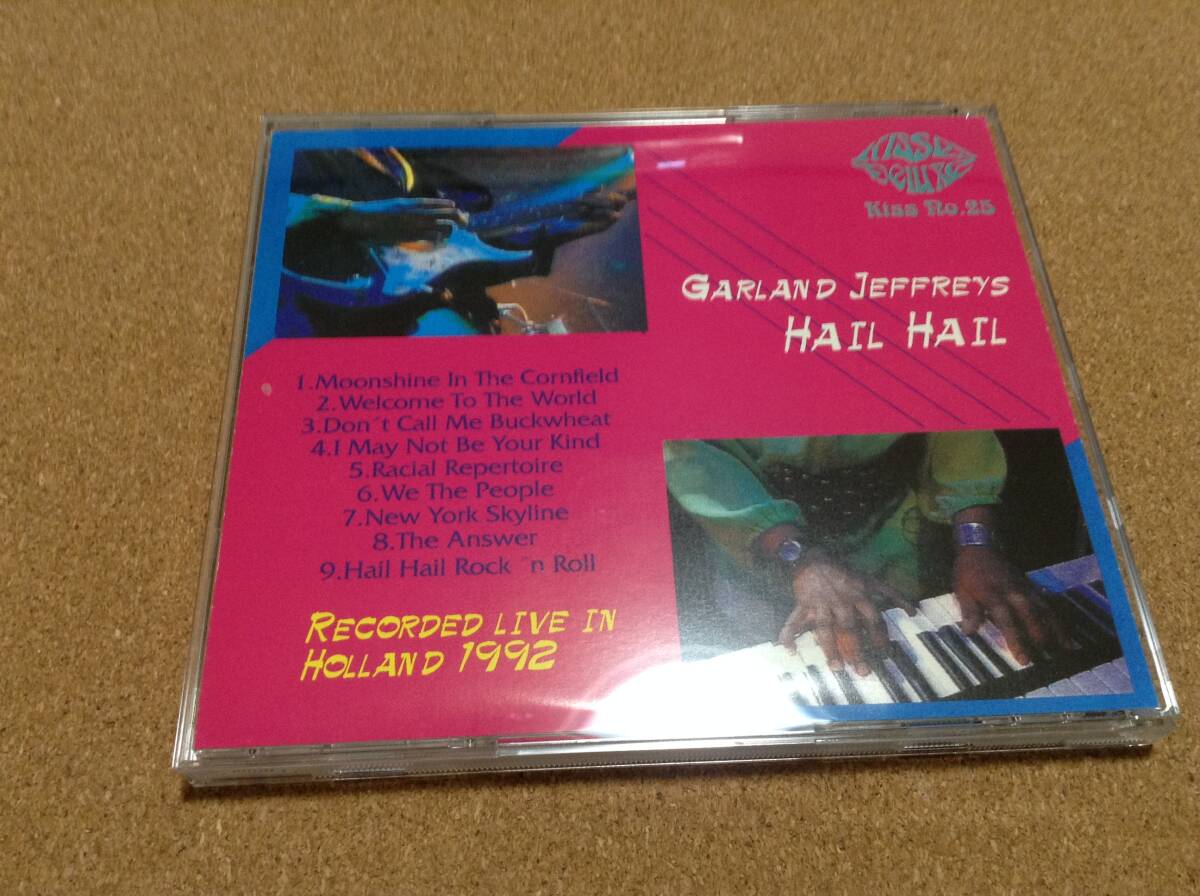 Kiss Deluxe
Kiss No.25
GARLAND JEFFREYS
HAIL HAIL
1.Moonshine In The Cornfield
2.Welcome To The World
3.Don´t Call Me Buckwheat
4.I May Not Be Your Kind
5.Racial Repertoire
6.We The People
7.New York Skyline
8.The Answer
9.Hail Hail Rock ´n Roll
RECORDED LIVE IN
HOLLAND 1992